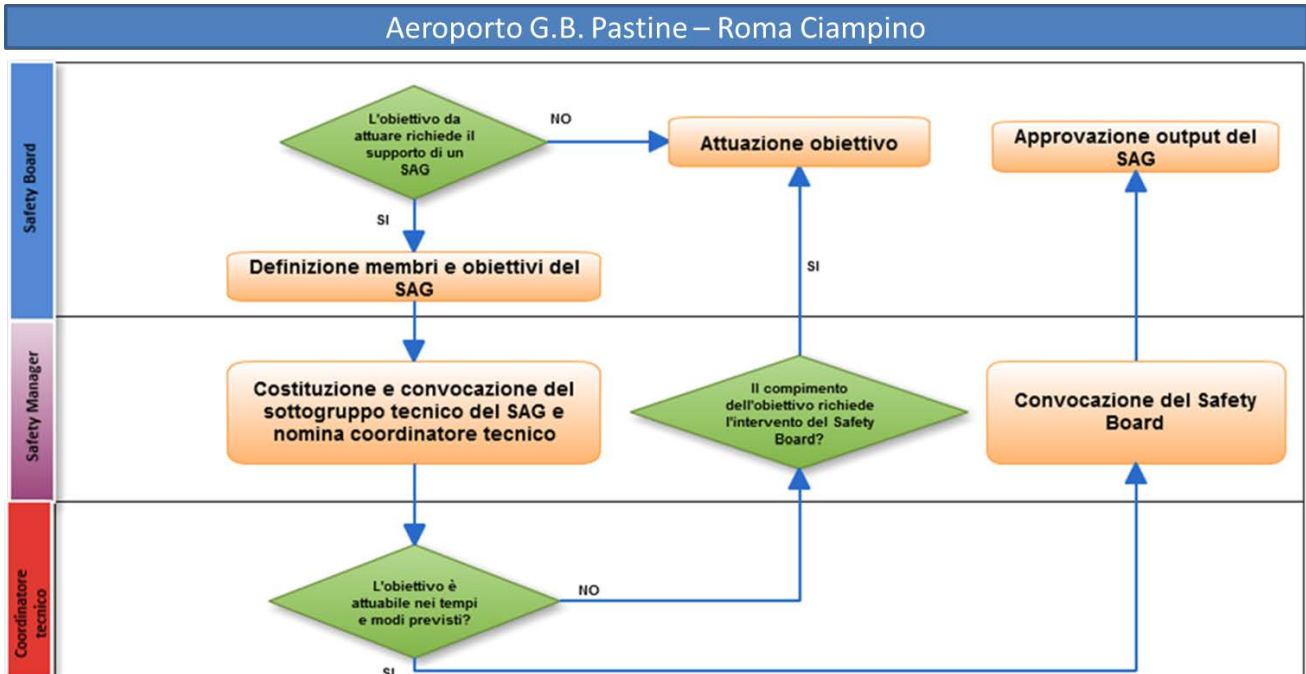 Aeroporto G.B. Pastine – Roma Ciampino
Safety Board
L'obiettivo da
attuare richiede il
supporto di un
SAG
NO
Attuazione obiettivo
Approvazione output del
SAG
SI
Definizione membri e obiettivi del
SAG
SI
Safety Manager
Costituzione e convocazione del
sottogruppo tecnico del SAG e
nomina coordinatore tecnico
Il compimento
dell'obiettivo richiede
l'intervento del Safety
Board?
Convocazione del Safety
Board
Coordinatore
tecnico
L'obiettivo è
attuabile nei tempi
e modi previsti?
NO
SI